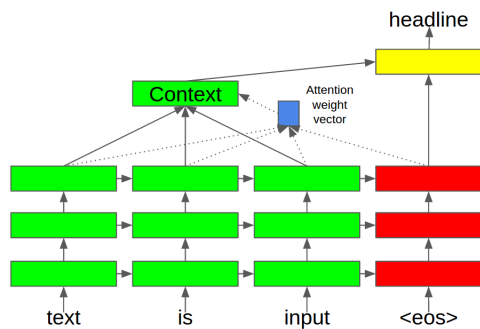 headline
Context
Attention
weight
vector
text is input <eos>